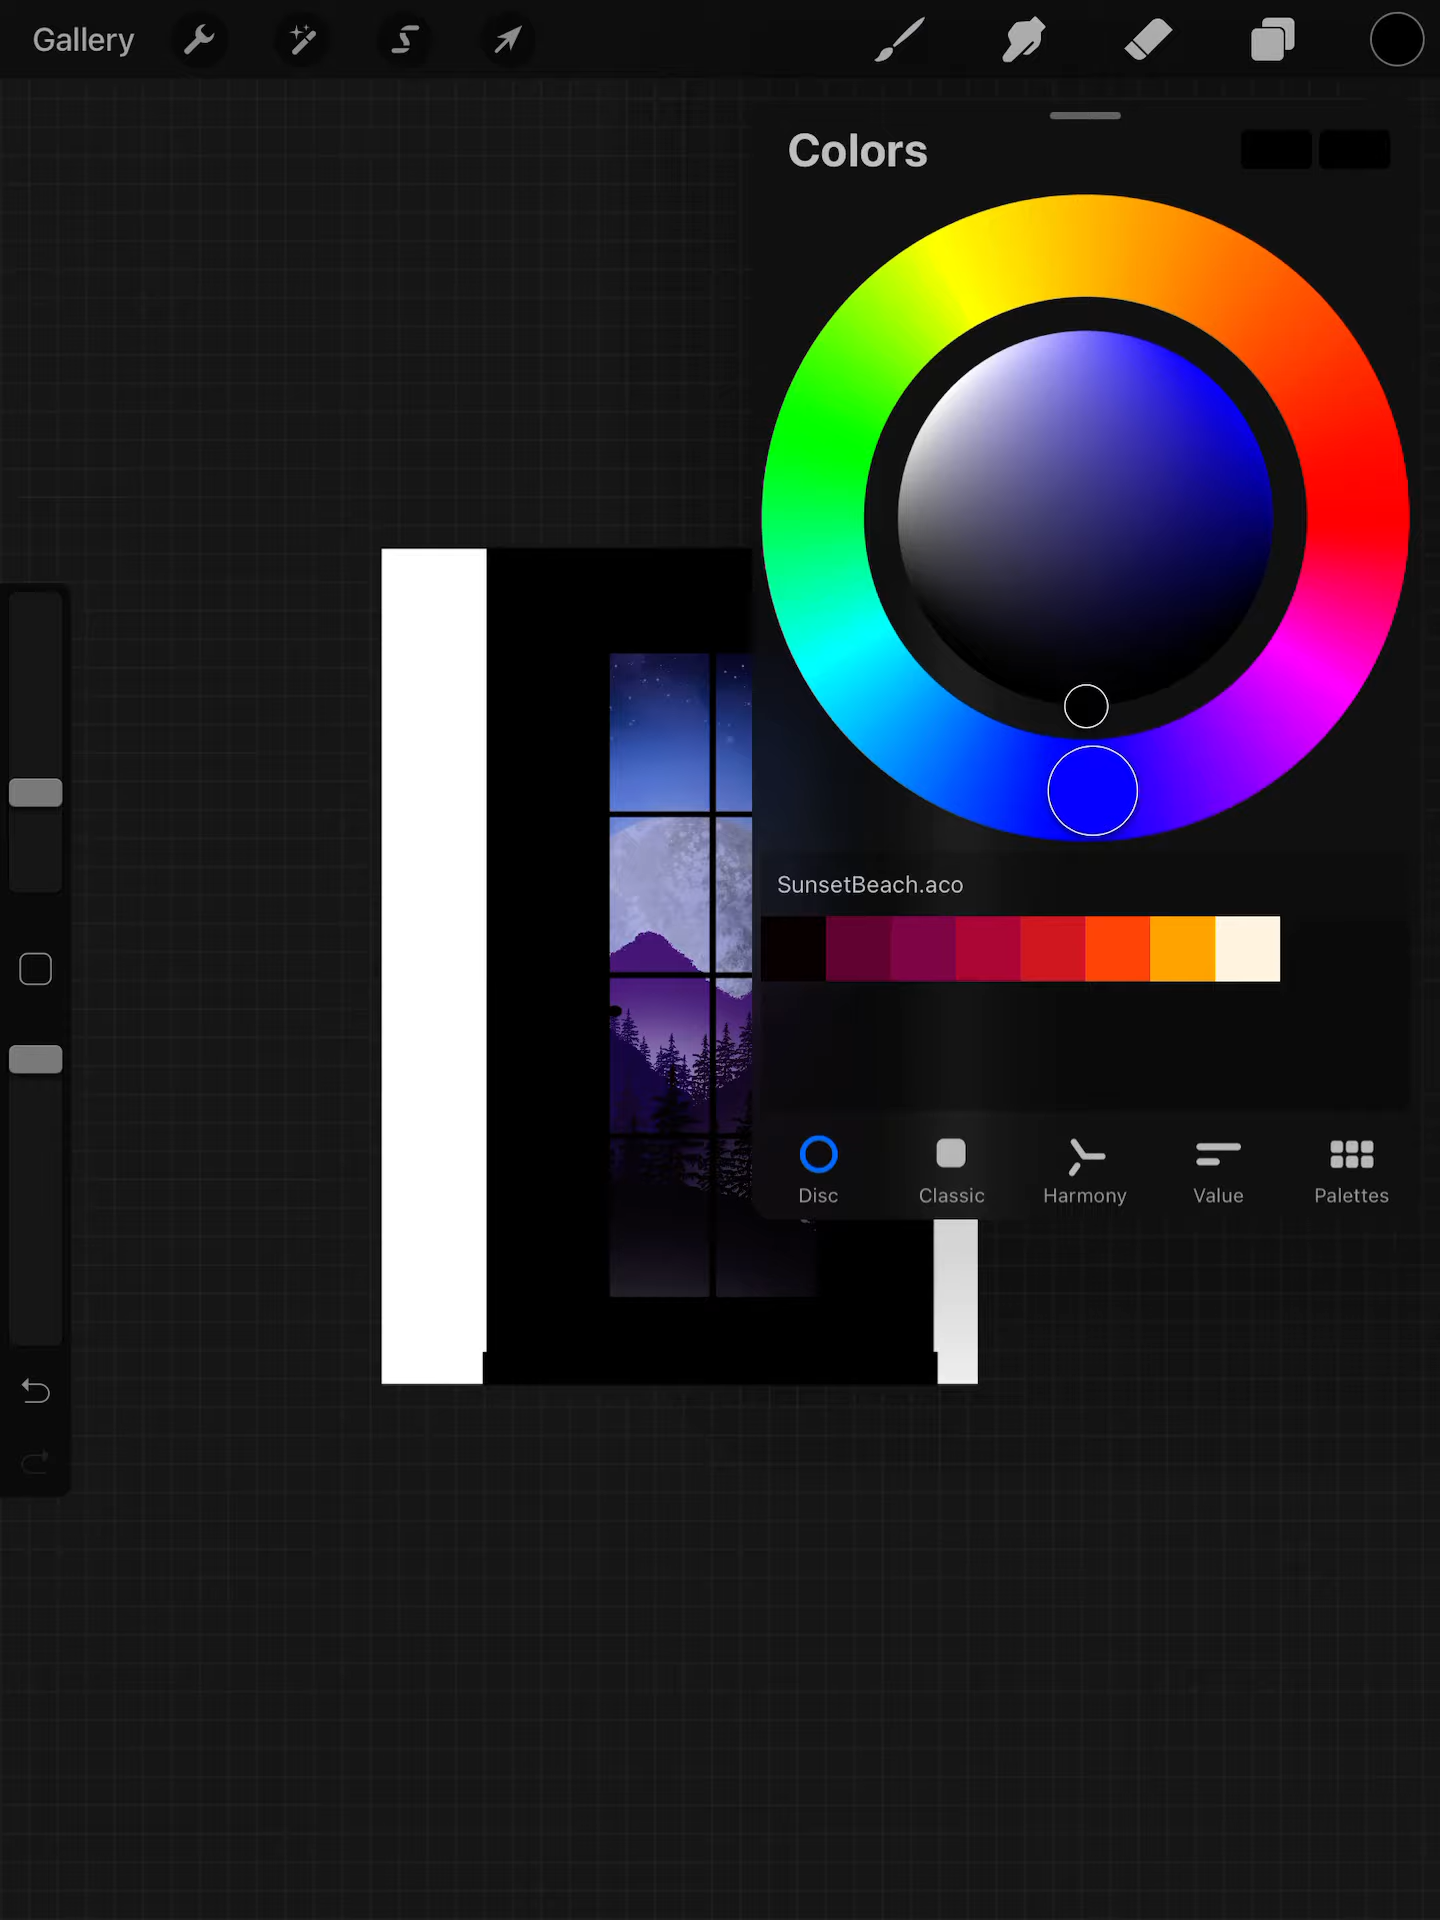 Gallery
Colors
SunsetBeach.aco
Disc
Classic
Harmony
Value
Palettes